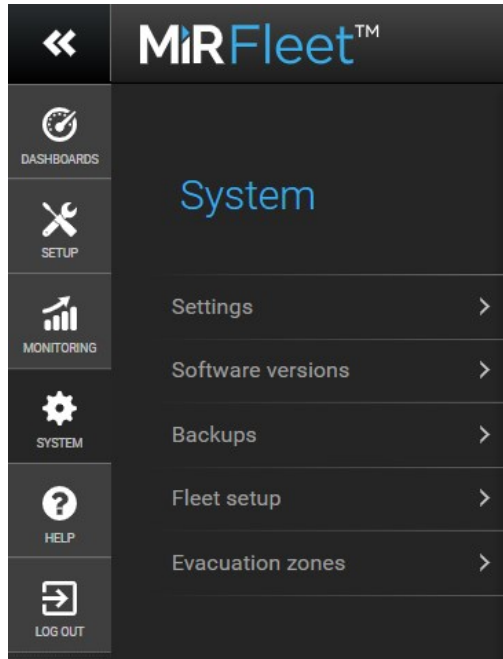 MiRFleet™
DASHBOARDS
SETUP
MONITORING
SYSTEM
HELP
LOG OUT
System
Settings
Software versions
Backups
Fleet setup
Evacuation zones